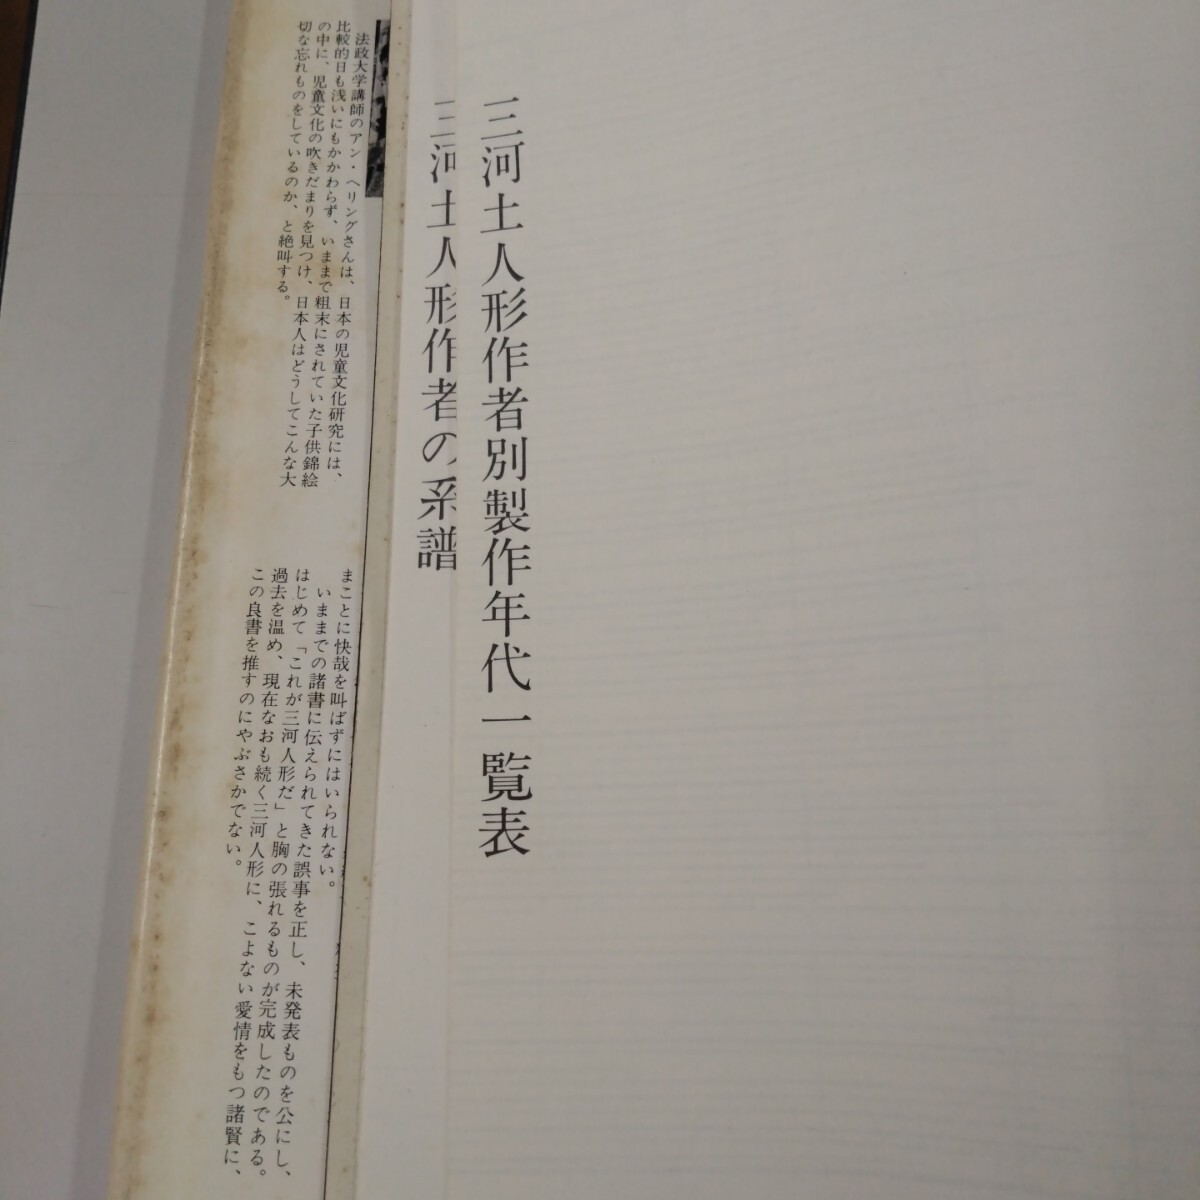 三河土人形作者別製作年代一覧表
三河土人形作者の系譜
法政大学講師のアン・ヘリングさんは、日本の児童文化研究には、
比較的日も浅いにもかかわらず、いままで粗末にされていた子供錦絵
の中に、児童文化の吹きだまりを見つけ、日本人はどうしてこんな大
切な忘れものをしているのか、と絶叫する。
まことに快哉を叫ばずにはいられない。
いままでの諸書に伝えられてきた誤事を正し、未発表ものを公にし、
はじめて「これが三河人形だ」と胸の張れるものが完成したのである。
過去を温め、現在なおも続く三河人形に、こよない愛情をもつ諸賢に、
この良書を推すのにやぶさかでない。